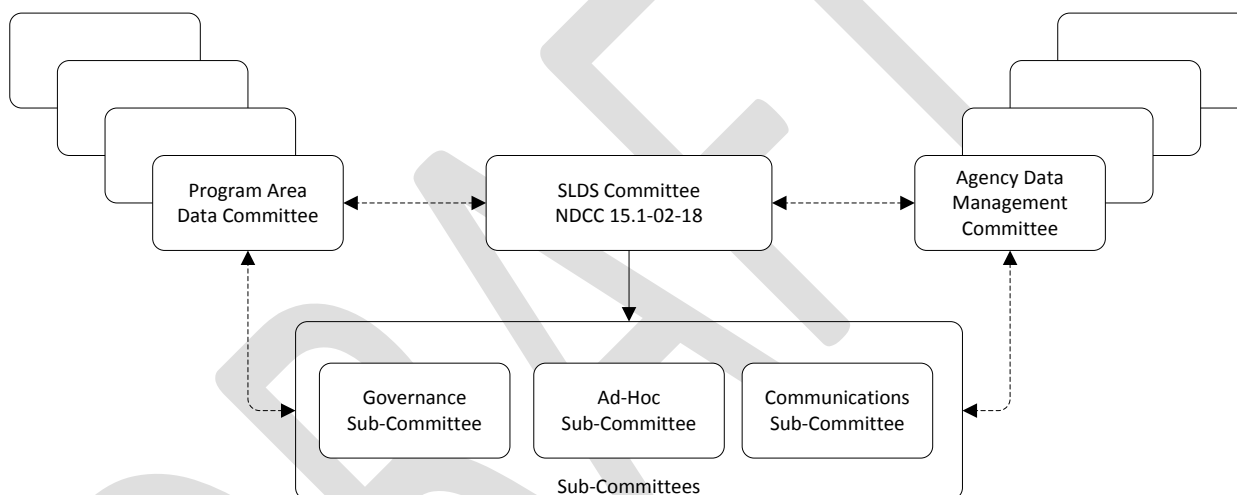 Program Area
Data Committee
SLDS Committee
NDCC 15.1-02-18
Agency Data
Management
Committee
Governance
Sub-Committee
Ad-Hoc
Sub-Committee
Communications
Sub-Committee
Sub-Committees
DRAFT